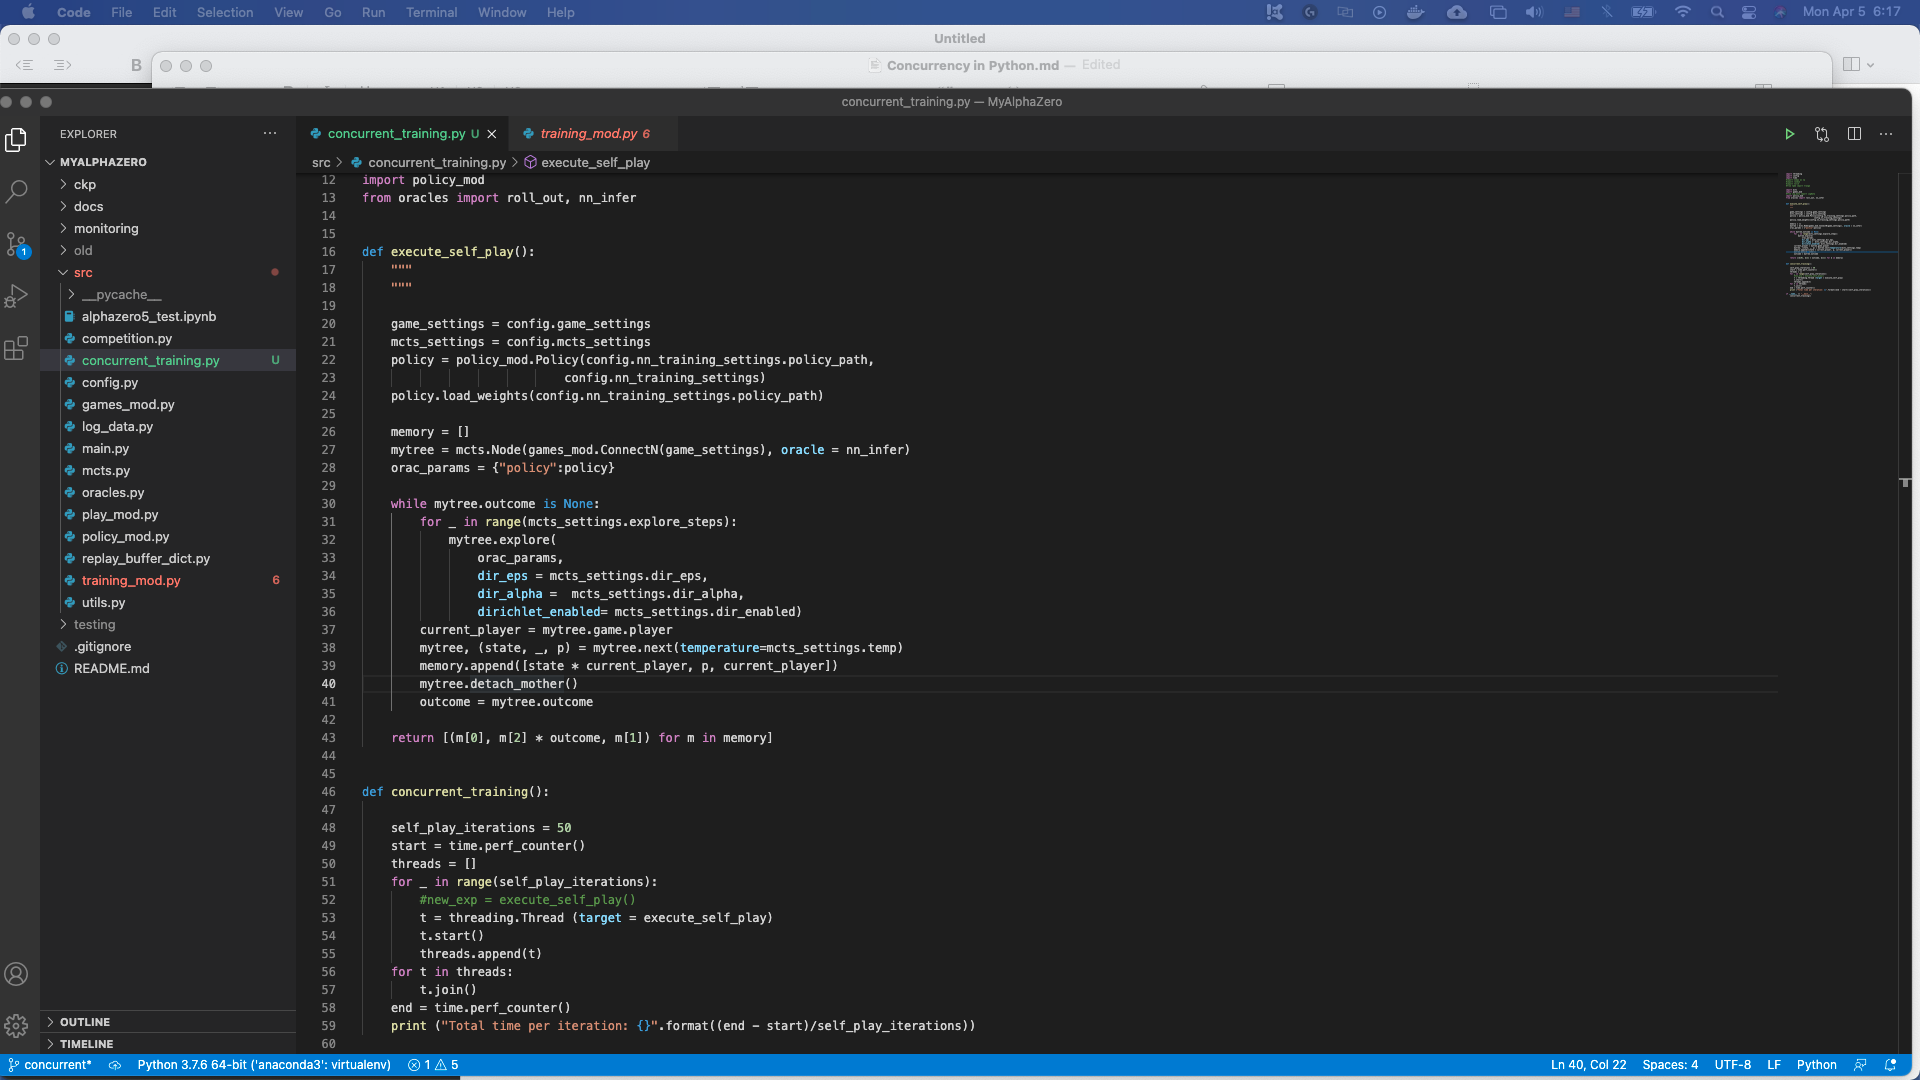 Code File Edit Selection View Go Run Terminal Window Help Mon Apr 5 6:17
Untitled
B
Concurrency in Python.md — Edited
concurrent_training.py — MyAlphaZero
EXPLORER
concurrent_training.py U
training_mod.py 6
src > concurrent_training.py > execute_self_play
MYALPHAZERO
ckp
docs
monitoring
old
src
__pycache__
alphazero5_test.ipynb
competition.py
concurrent_training.py U
config.py
games_mod.py
log_data.py
main.py
mcts.py
oracles.py
play_mod.py
policy_mod.py
replay_buffer_dict.py
training_mod.py 6
utils.py
testing
.gitignore
README.md
OUTLINE
TIMELINE
1
12 import policy_mod
13 from oracles import roll_out, nn_infer
14
15
16 def execute_self_play():
17     """
18     """
19
20     game_settings = config.game_settings
21     mcts_settings = config.mcts_settings
22     policy = policy_mod.Policy(config.nn_training_settings.policy_path,
23                             config.nn_training_settings)
24     policy.load_weights(config.nn_training_settings.policy_path)
25
26     memory = []
27     mytree = mcts.Node(games_mod.ConnectN(game_settings), oracle = nn_infer)
28     orac_params = {"policy":policy}
29
30     while mytree.outcome is None:
31         for _ in range(mcts_settings.explore_steps):
32             mytree.explore(
33                 orac_params,
34                 dir_eps = mcts_settings.dir_eps,
35                 dir_alpha =  mcts_settings.dir_alpha,
36                 dirichlet_enabled= mcts_settings.dir_enabled)
37         current_player = mytree.game.player
38         mytree, (state, _, p) = mytree.next(temperature=mcts_settings.temp)
39         memory.append([state * current_player, p, current_player])
40         mytree.detach_mother()
41         outcome = mytree.outcome
42
43     return [(m[0], m[2] * outcome, m[1]) for m in memory]
44
45
46 def concurrent_training():
47
48     self_play_iterations = 50
49     start = time.perf_counter()
50     threads = []
51     for _ in range(self_play_iterations):
52         #new_exp = execute_self_play()
53         t = threading.Thread (target = execute_self_play)
54         t.start()
55         threads.append(t)
56     for t in threads:
57         t.join()
58     end = time.perf_counter()
59     print ("Total time per iteration: {}".format((end - start)/self_play_iterations))
60
concurrent* Python 3.7.6 64-bit ('anaconda3': virtualenv) 1 5 Ln 40, Col 22 Spaces: 4 UTF-8 LF Python